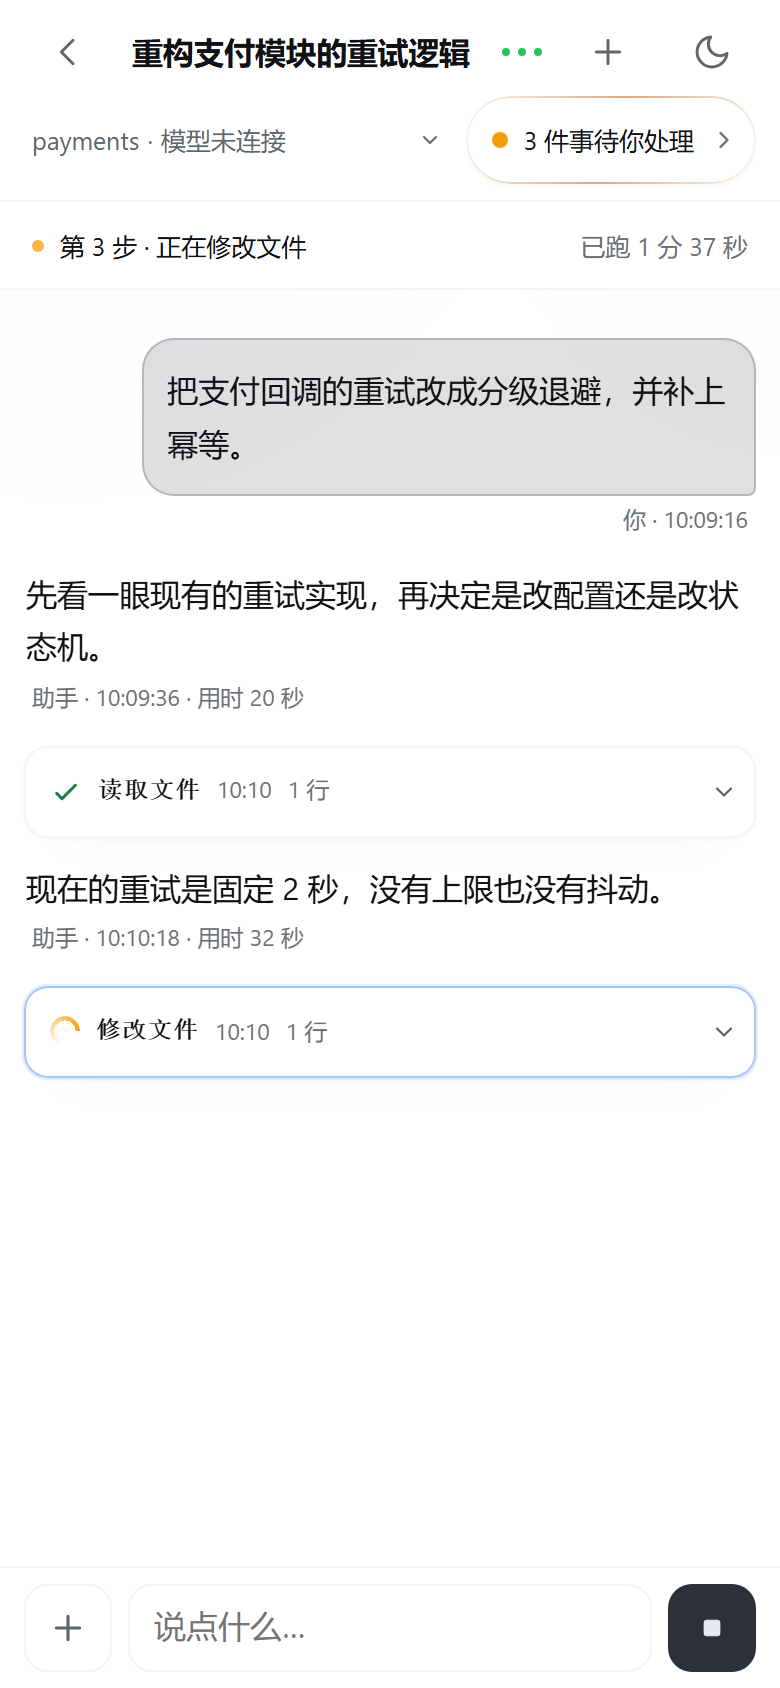 重构支付模块的重试逻辑
payments · 模型未连接
3 件事待你处理
第 3 步 · 正在修改文件
已跑 1 分 37 秒
把支付回调的重试改成分级退避，并补上
幂等。
你 · 10:09:16
先看一眼现有的重试实现，再决定是改配置还是改状
态机。
助手 · 10:09:36 · 用时 20 秒
读取文件 10:10 1 行
现在的重试是固定 2 秒，没有上限也没有抖动。
助手 · 10:10:18 · 用时 32 秒
修改文件 10:10 1 行
说点什么...